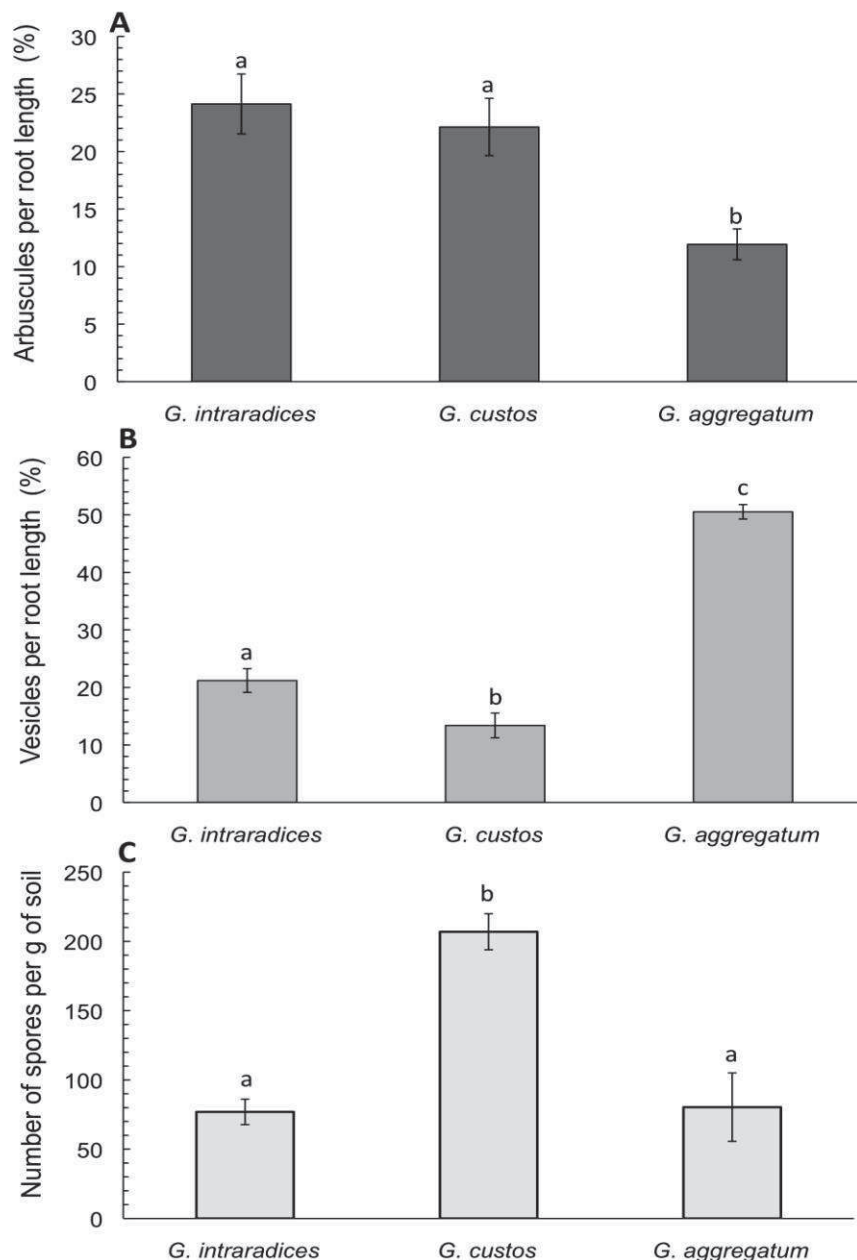 A
Arbuscules per root length (%)
30
25
20
15
10
5
0
a
a
b
G. intraradices
G. custos
G. aggregatum
B
Vesicles per root length (%)
60
50
40
30
20
10
0
a
b
c
G. intraradices
G. custos
G. aggregatum
C
Number of spores per g of soil
250
200
150
100
50
0
a
b
a
G. intraradices
G. custos
G. aggregatum